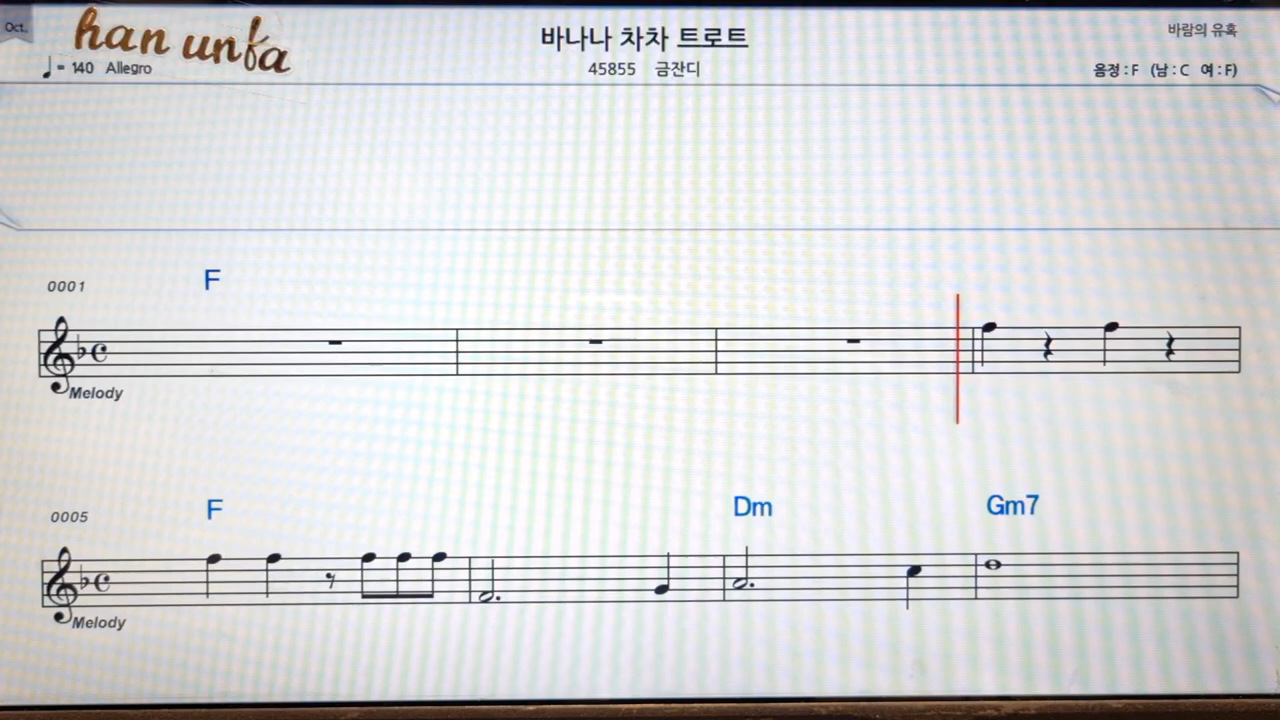 Oct.
han unfa
바나나 차차 트로트
바람의 유혹
♩= 140 Allegro
45855 금잔디
음정 : F (남 : C 여 : F)
0001
F
Melody
0005
F
Dm
Gm7
Melody